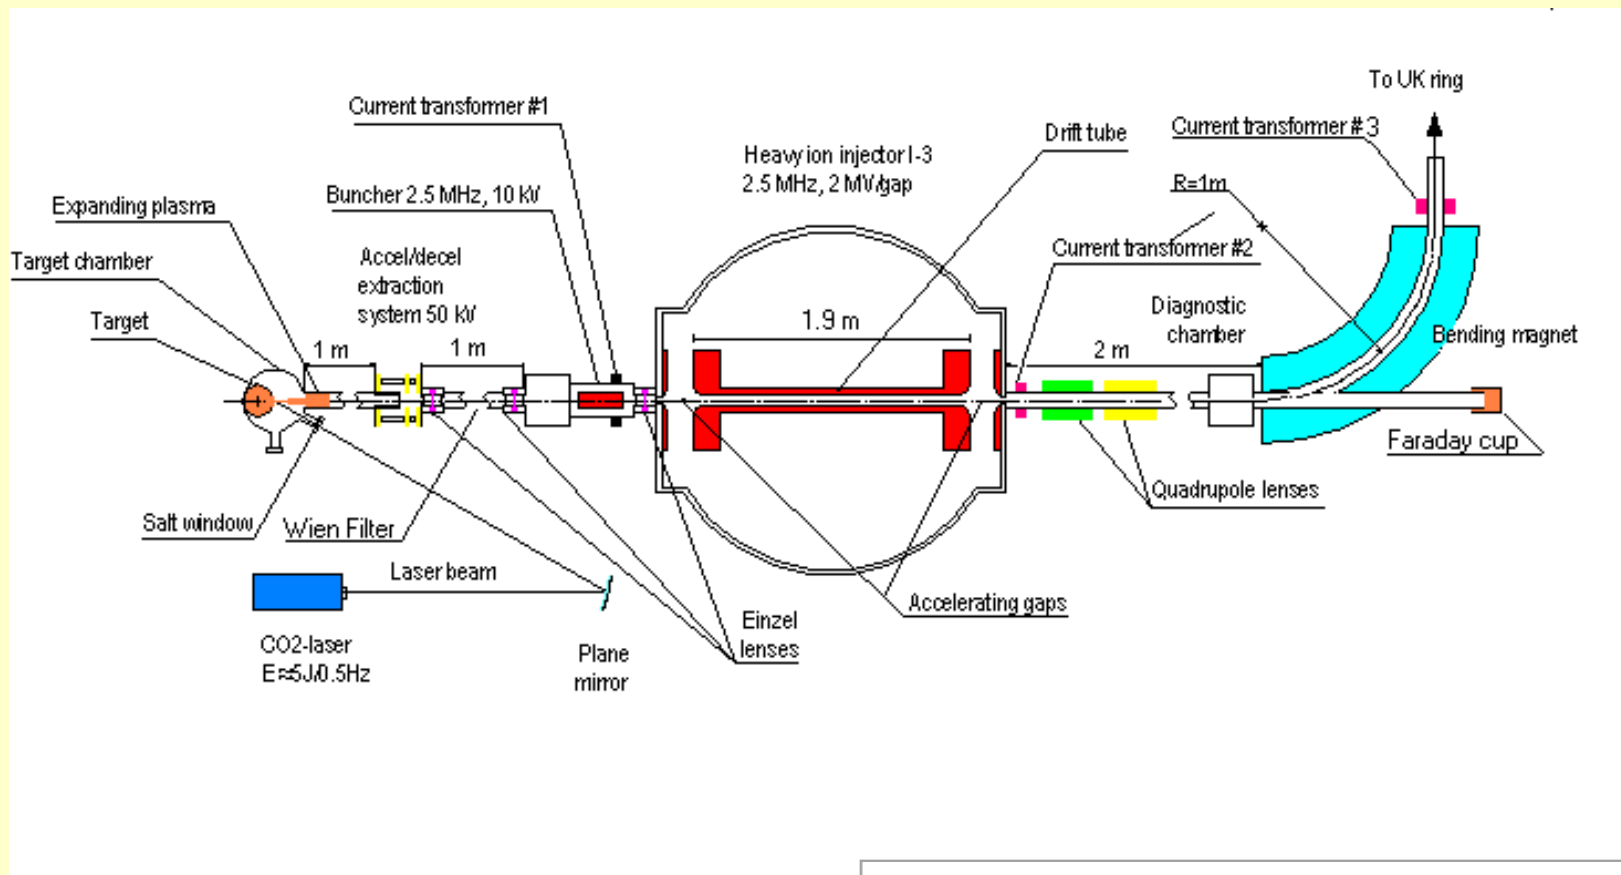 To UK ring
Current transformer #1
Current transformer # 3
Drift tube
Heavy ion injector I-3
2.5 MHz, 2 MV/gap
R=1m
Buncher 2.5 MHz, 10 kV
Expanding plasma
Current transformer #2
Target chamber
Accel/decel
extraction
system 50 kV
Diagnostic
chamber
Target
1.9 m
Bending magnet
1 m
1 m
2 m
Faraday cup
Quadrupole lenses
Salt window
Wien Filter
Laser beam
Accelerating gaps
Einzel
lenses
CO2-laser
E≈5J/0.5Hz
Plane
mirror